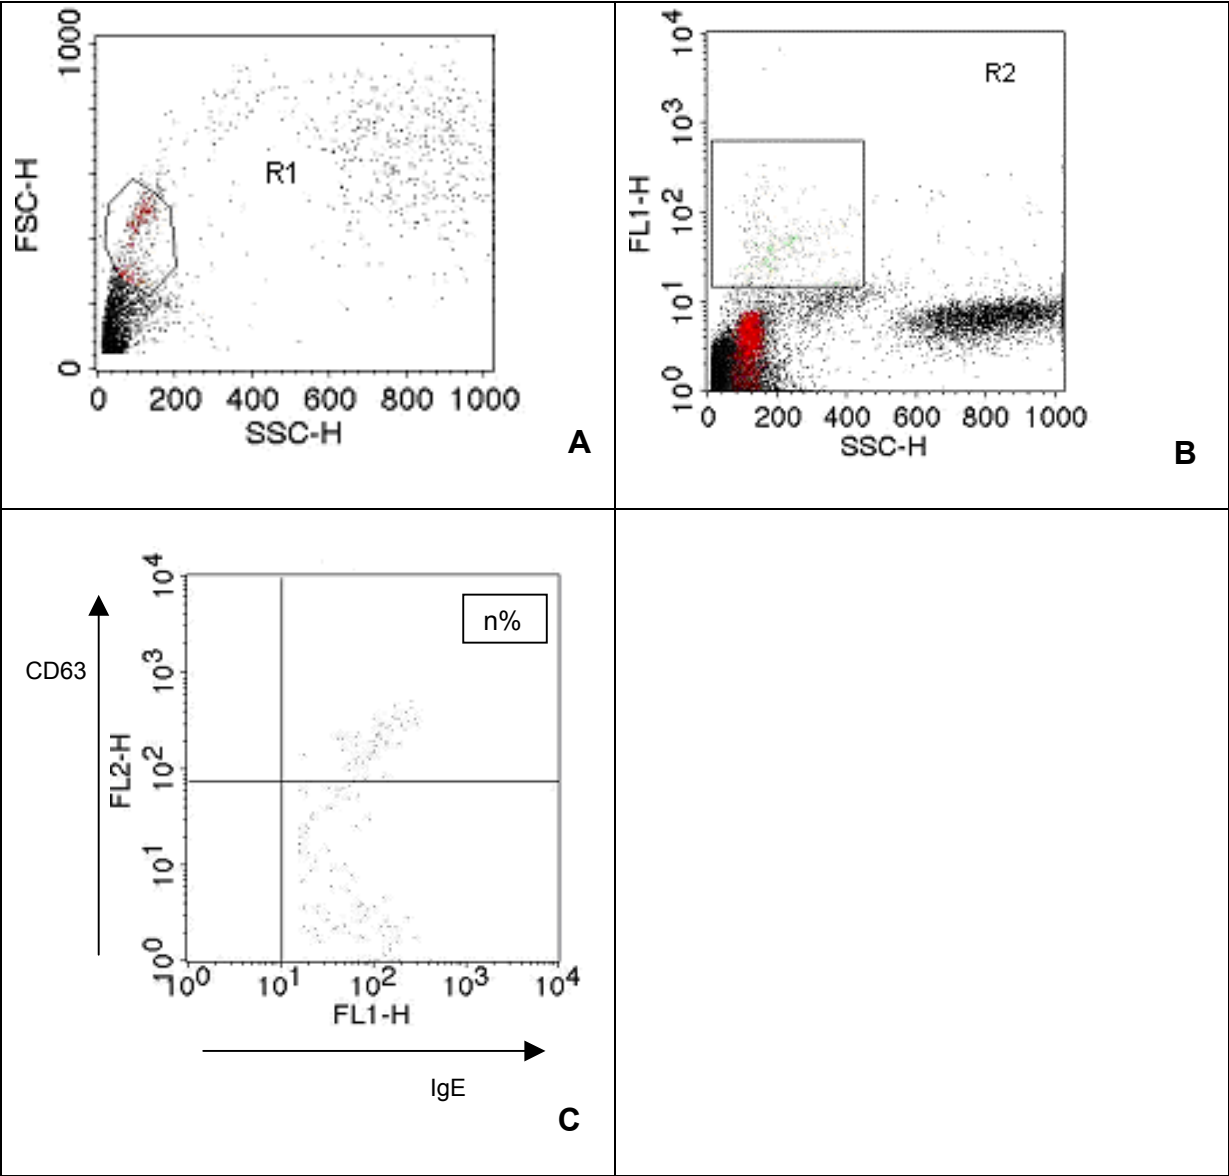 1000
FSC-H
R1
0
0 200 400 600 800 1000
SSC-H
A
10⁴
R2
10³
FL1-H
10²
10¹
10⁰
0 200 400 600 800 1000
SSC-H
B
10⁴
n%
CD63
10³
FL2-H
10²
10¹
10⁰
10⁰ 10¹ 10² 10³ 10⁴
FL1-H
IgE
C